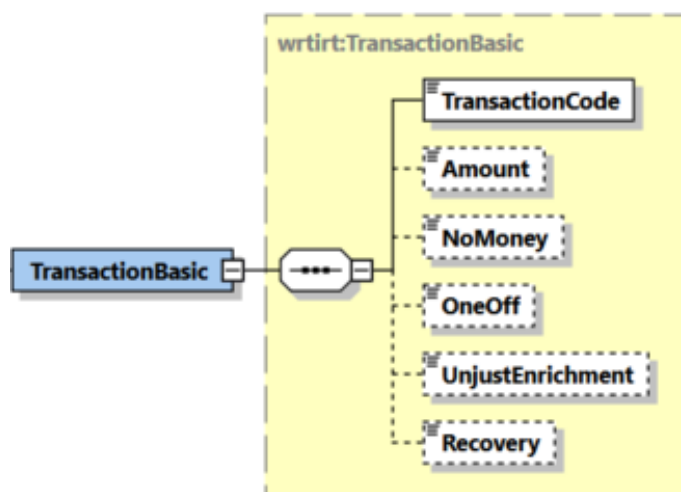 wrtirt:TransactionBasic
TransactionCode
Amount
NoMoney
TransactionBasic
OneOff
UnjustEnrichment
Recovery